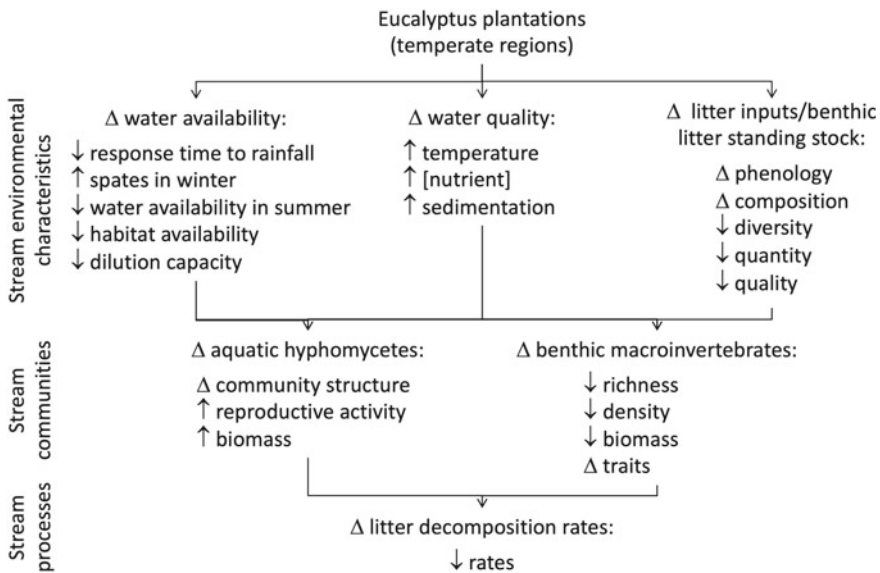 Eucalyptus plantations
(temperate regions)
Stream environmental
characteristics
Δ water availability:
↓ response time to rainfall
↑ spates in winter
↓ water availability in summer
↓ habitat availability
↓ dilution capacity
Δ water quality:
↑ temperature
↑ [nutrient]
↑ sedimentation
Δ litter inputs/benthic
litter standing stock:
Δ phenology
Δ composition
↓ diversity
↓ quantity
↓ quality
Stream
communities
Δ aquatic hyphomycetes:
Δ community structure
↑ reproductive activity
↑ biomass
Δ benthic macroinvertebrates:
↓ richness
↓ density
↓ biomass
Δ traits
Stream
processes
Δ litter decomposition rates:
↓ rates